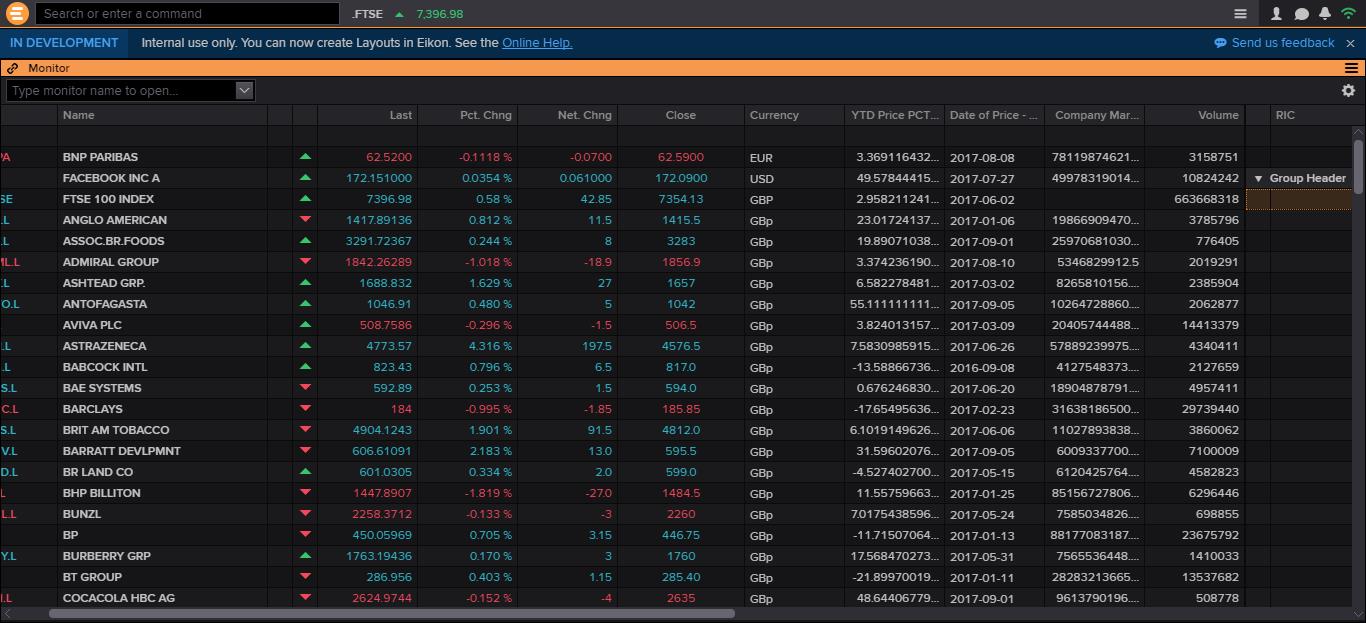 Search or enter a command .FTSE 7,396.98
IN DEVELOPMENT Internal use only. You can now create Layouts in Eikon. See the Online Help. Send us feedback
Monitor
Type monitor name to open...
Name Last Pct. Chng Net. Chng Close Currency YTD Price PCT... Date of Price - ... Company Mar... Volume RIC
PA BNP PARIBAS 62.5200 -0.1118 % -0.0700 62.5900 EUR 3.369116432... 2017-08-08 78119874621... 3158751
FACEBOOK INC A 172.151000 0.0354 % 0.061000 172.0900 USD 49.57844415... 2017-07-27 49978319014... 10824242 Group Header
SE FTSE 100 INDEX 7396.98 0.58 % 42.85 7354.13 GBP 2.958211241... 2017-06-02 663668318
.L ANGLO AMERICAN 1417.89136 0.812 % 11.5 1415.5 GBp 23.01724137... 2017-01-06 19866909470... 3785796
.L ASSOC.BR.FOODS 3291.72367 0.244 % 8 3283 GBp 19.89071038... 2017-09-01 25970681030... 776405
ML.L ADMIRAL GROUP 1842.26289 -1.018 % -18.9 1856.9 GBp 3.374236190... 2017-08-10 5346829912.5 2019291
.L ASHTEAD GRP. 1688.832 1.629 % 27 1657 GBp 6.582278481... 2017-03-02 8265810156.... 2385904
O.L ANTOFAGASTA 1046.91 0.480 % 5 1042 GBp 55.111111111... 2017-09-05 10264728860.... 2062877
AVIVA PLC 508.7586 -0.296 % -1.5 506.5 GBp 3.824013157... 2017-03-09 20405744488... 14413379
.L ASTRAZENECA 4773.57 4.316 % 197.5 4576.5 GBp 7.5830985915... 2017-06-26 57889239975.... 4340411
.L BABCOCK INTL 823.43 0.796 % 6.5 817.0 GBp -13.58866736... 2016-09-08 4127548373.... 2127659
S.L BAE SYSTEMS 592.89 0.253 % 1.5 594.0 GBp 0.676246830... 2017-06-20 18904878791.... 4957411
C.L BARCLAYS 184 -0.995 % -1.85 185.85 GBp -17.65495636... 2017-02-23 31638186500... 29739440
S.L BRIT AM TOBACCO 4904.1243 1.901 % 91.5 4812.0 GBp 6.1019149626... 2017-06-06 11027893838... 3860062
V.L BARRATT DEVLPMNT 606.61091 2.183 % 13.0 595.5 GBp 31.59602076... 2017-09-05 6009337700.... 7100009
D.L BR LAND CO 601.0305 0.334 % 2.0 599.0 GBp -4.527402700... 2017-05-15 6120425764.... 4582823
L BHP BILLITON 1447.8907 -1.819 % -27.0 1484.5 GBp 11.55759663... 2017-01-25 85156727806... 6296446
L.L BUNZL 2258.3712 -0.133 % -3 2260 GBp 7.0175438596... 2017-05-24 7585034826.... 698855
BP 450.05969 0.705 % 3.15 446.75 GBp -11.71507064... 2017-01-13 88177083187.... 23675792
Y.L BURBERRY GRP 1763.19436 0.170 % 3 1760 GBp 17.568470273... 2017-05-31 7565536448.... 1410033
BT GROUP 286.956 0.403 % 1.15 285.40 GBp -21.89970019... 2017-01-11 28283213665... 13537682
.L COCACOLA HBC AG 2624.9744 -0.152 % -4 2635 GBp 48.64406779... 2017-09-01 9613790196.... 508778